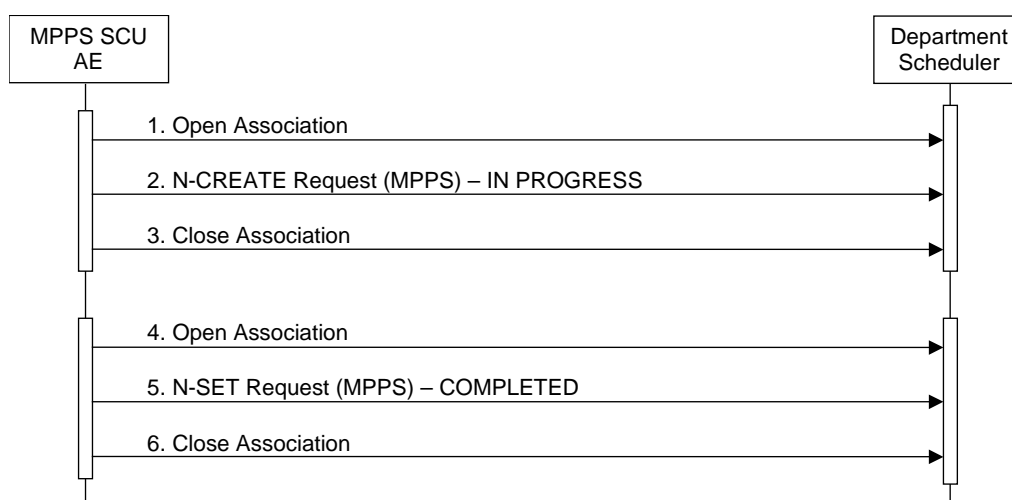 MPPS SCU
AE
Department
Scheduler
1. Open Association
2. N-CREATE Request (MPPS) – IN PROGRESS
3. Close Association
4. Open Association
5. N-SET Request (MPPS) – COMPLETED
6. Close Association